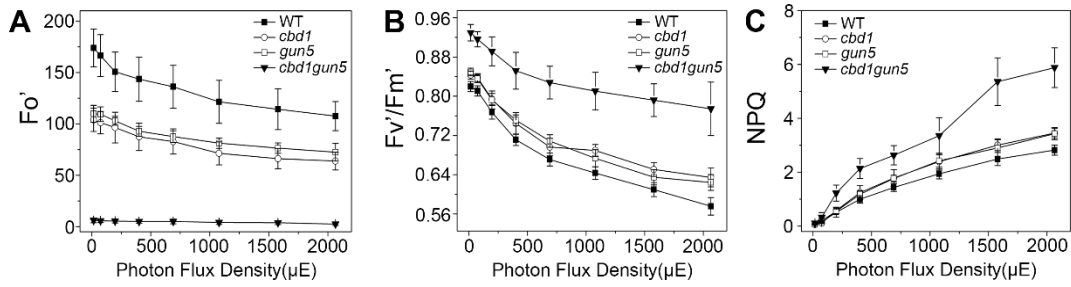 A
Fo'
200
150
100
50
0
WT
cbd1
gun5
cbd1gun5
0 500 1000 1500 2000
Photon Flux Density(µE)
B
Fv'/Fm'
0.96
0.88
0.80
0.72
0.64
0.56
WT
cbd1
gun5
cbd1gun5
0 500 1000 1500 2000
Photon Flux Density(µE)
C
NPQ
8
6
4
2
0
WT
cbd1
gun5
cbd1gun5
0 500 1000 1500 2000
Photon Flux Density(µE)